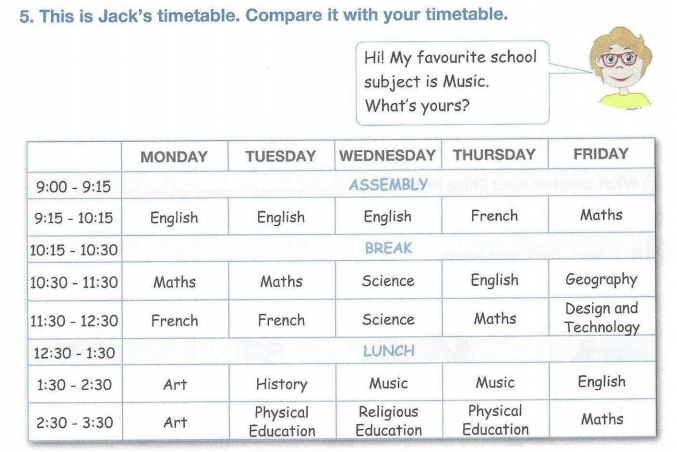 5. This is Jack's timetable. Compare it with your timetable.
Hi! My favourite school
subject is Music.
What's yours?
MONDAY TUESDAY WEDNESDAY THURSDAY FRIDAY
9:00 - 9:15 ASSEMBLY
9:15 - 10:15 English English English French Maths
10:15 - 10:30 BREAK
10:30 - 11:30 Maths Maths Science English Geography
11:30 - 12:30 French French Science Maths Design and Technology
12:30 - 1:30 LUNCH
1:30 - 2:30 Art History Music Music English
2:30 - 3:30 Art Physical Education Religious Education Physical Education Maths